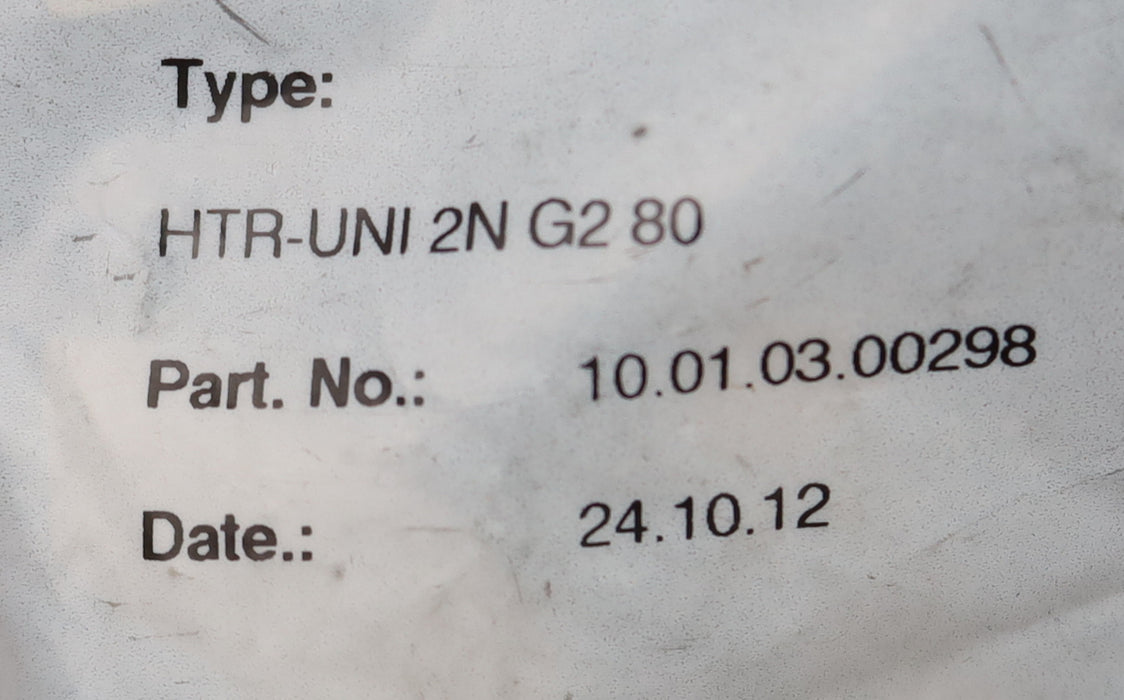 Type:
HTR-UNI 2N G2 80
Part. No.: 10.01.03.00298
Date.: 24.10.12